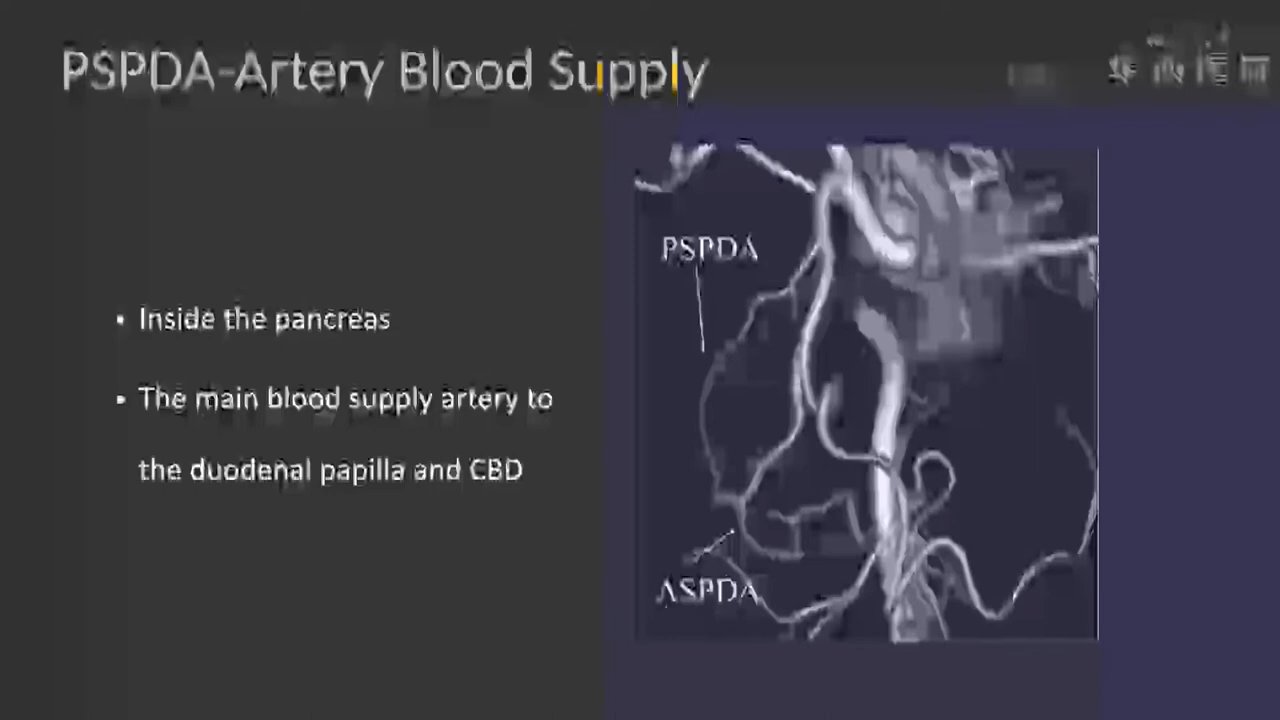 PSPDA-Artery Blood Supply
PSPDA
• Inside the pancreas
• The main blood supply artery to
the duodenal papilla and CBD
ASPDA